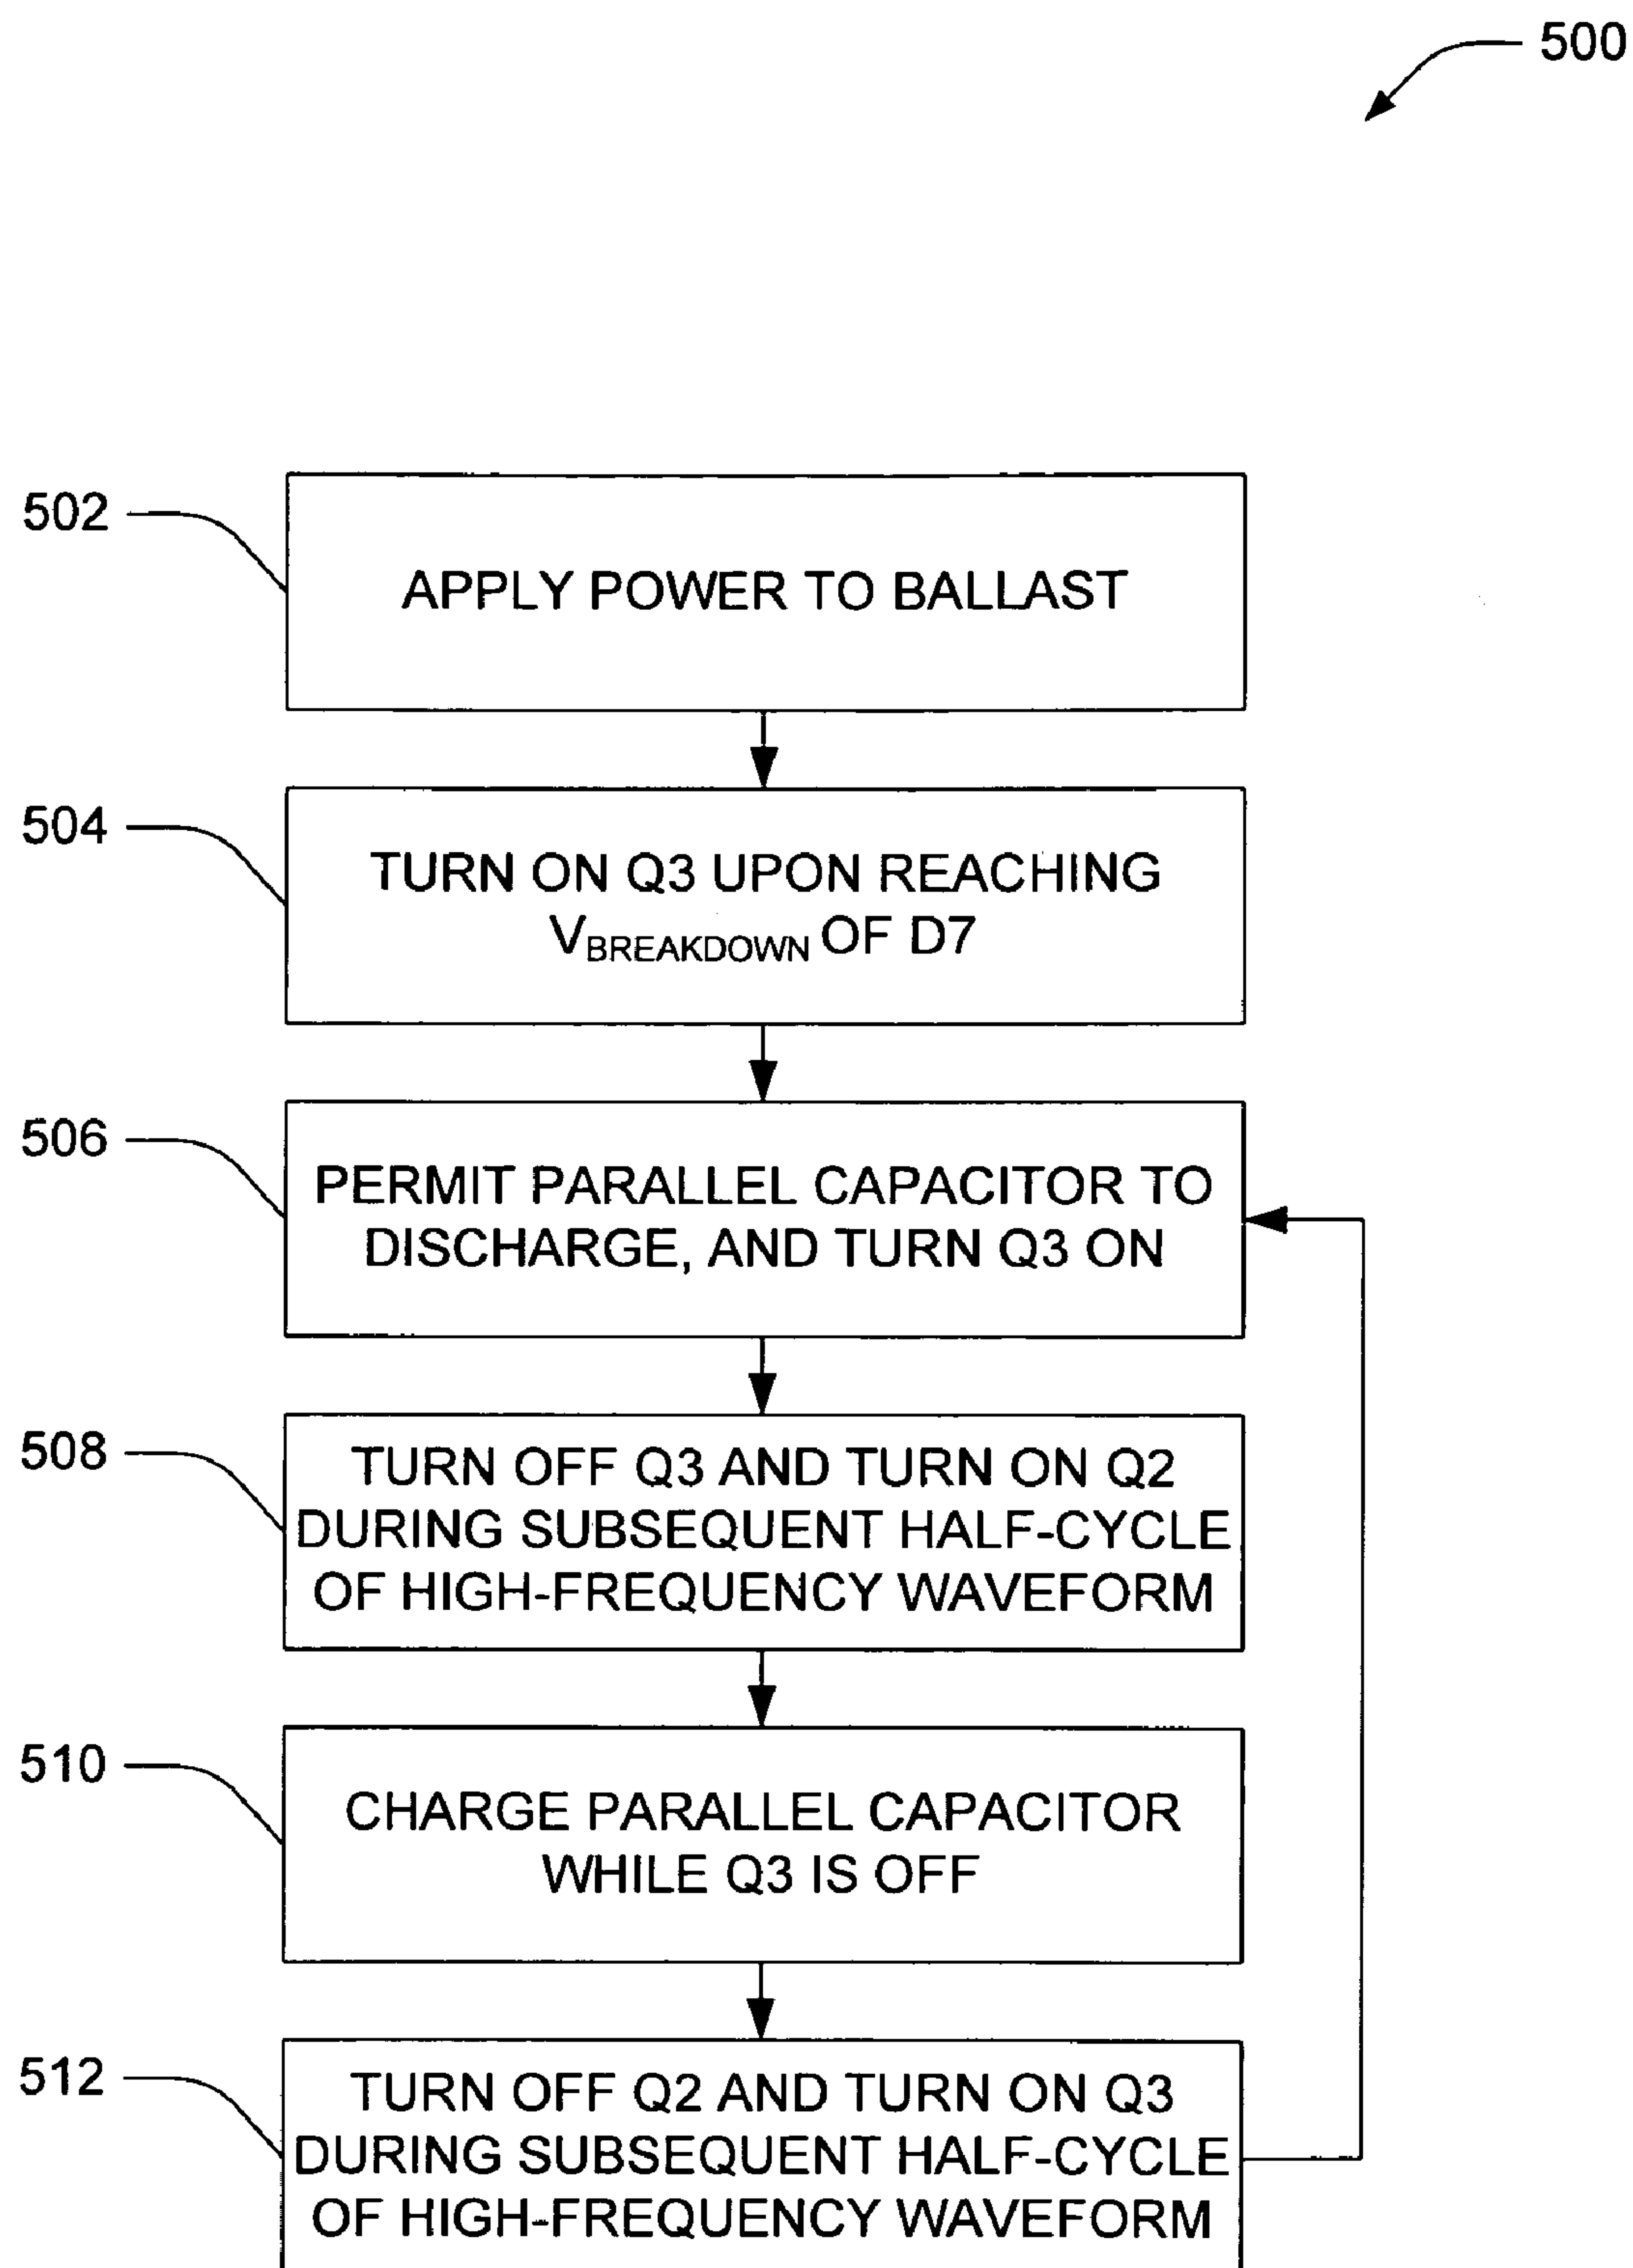 500
502
APPLY POWER TO BALLAST
504
TURN ON Q3 UPON REACHING
VBREAKDOWN OF D7
506
PERMIT PARALLEL CAPACITOR TO
DISCHARGE, AND TURN Q3 ON
508
TURN OFF Q3 AND TURN ON Q2
DURING SUBSEQUENT HALF-CYCLE
OF HIGH-FREQUENCY WAVEFORM
510
CHARGE PARALLEL CAPACITOR
WHILE Q3 IS OFF
512
TURN OFF Q2 AND TURN ON Q3
DURING SUBSEQUENT HALF-CYCLE
OF HIGH-FREQUENCY WAVEFORM